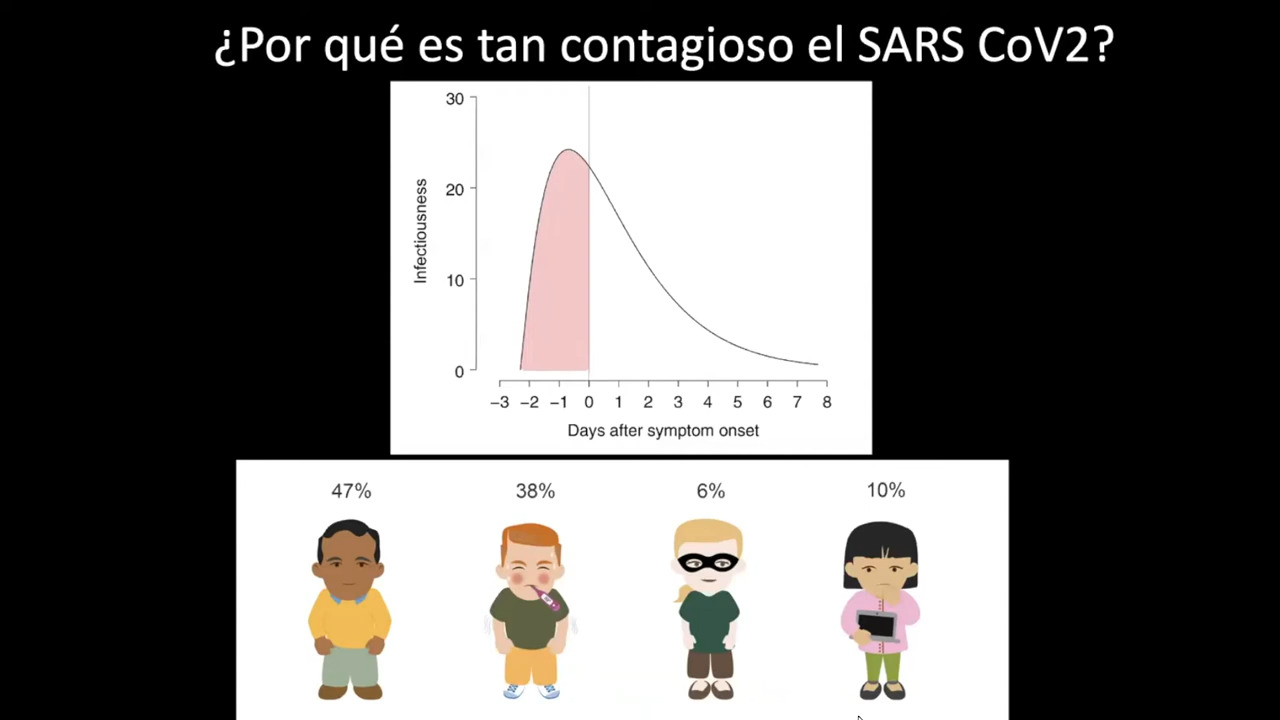 ¿Por qué es tan contagioso el SARS CoV2?
30
20
10
0
Infectiousness
−3 −2 −1 0 1 2 3 4 5 6 7 8
Days after symptom onset
47% 38% 6% 10%